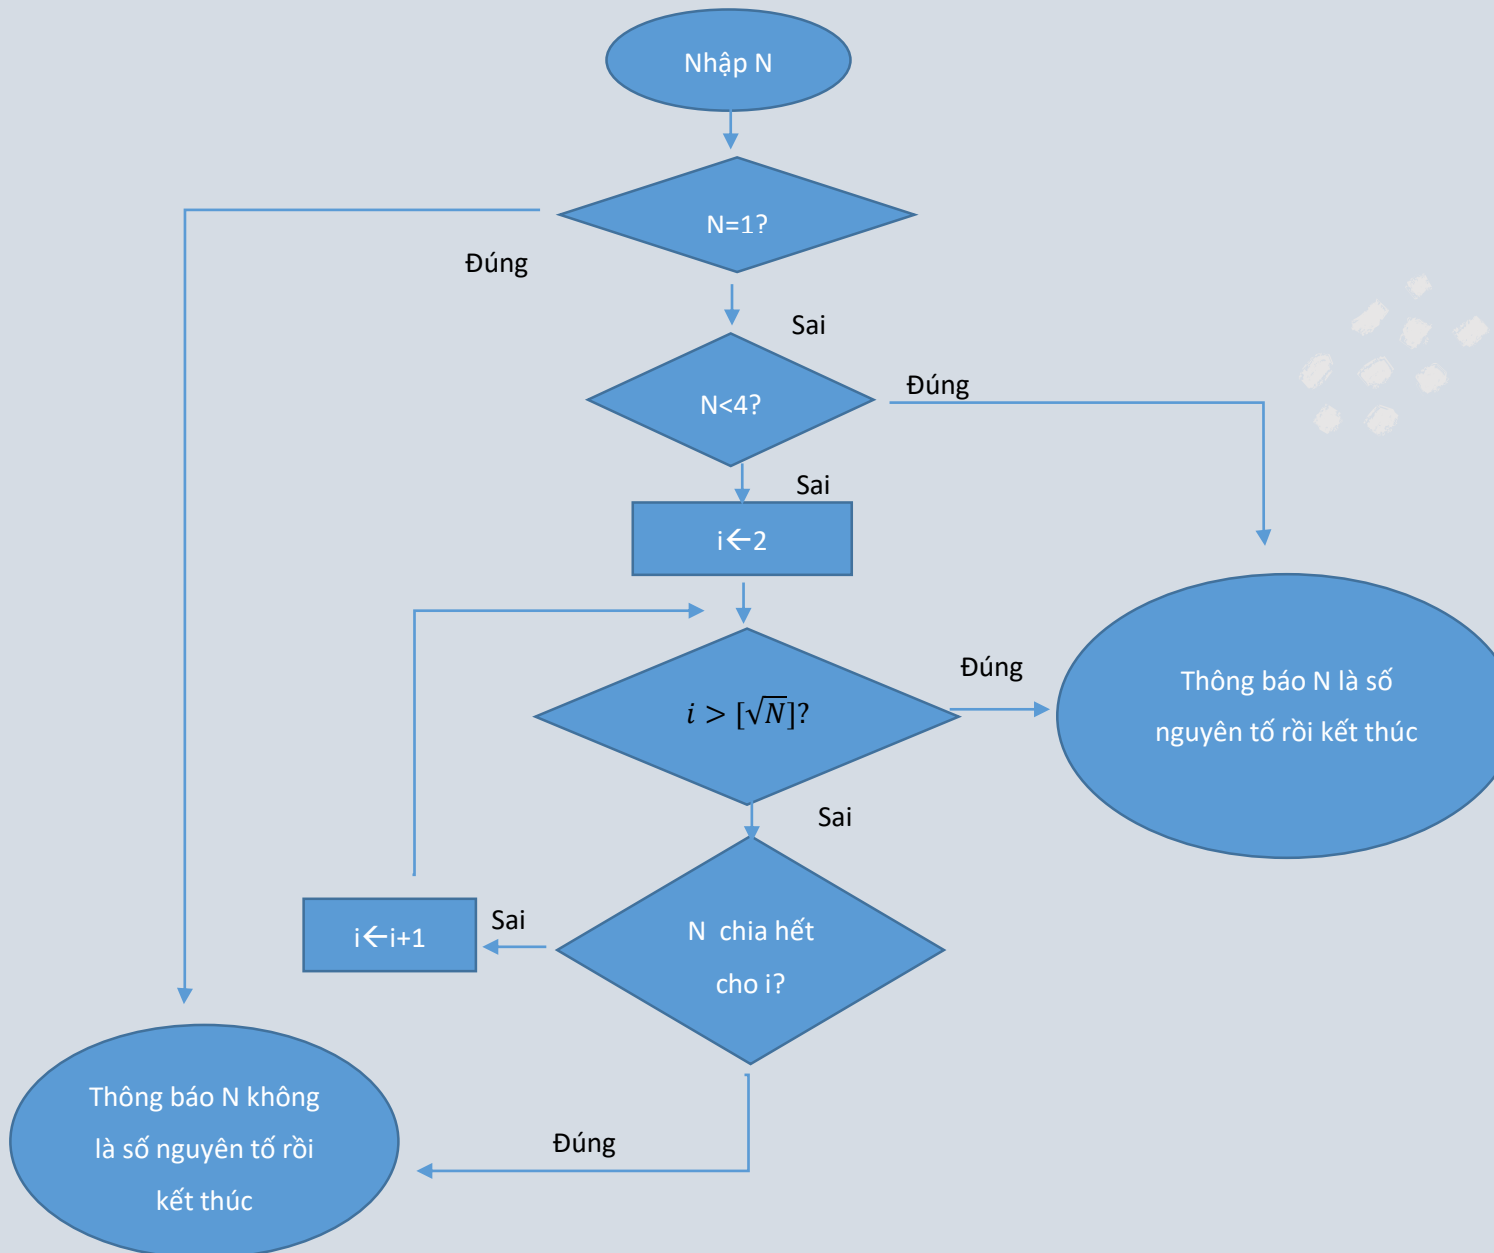 Nhập N
N=1?
Đúng
Sai
N<4?
Đúng
Sai
i←2
i > [√N]?
Đúng
Thông báo N là số
nguyên tố rồi kết thúc
Sai
N chia hết
cho i?
Sai
i←i+1
Đúng
Thông báo N không
là số nguyên tố rồi
kết thúc